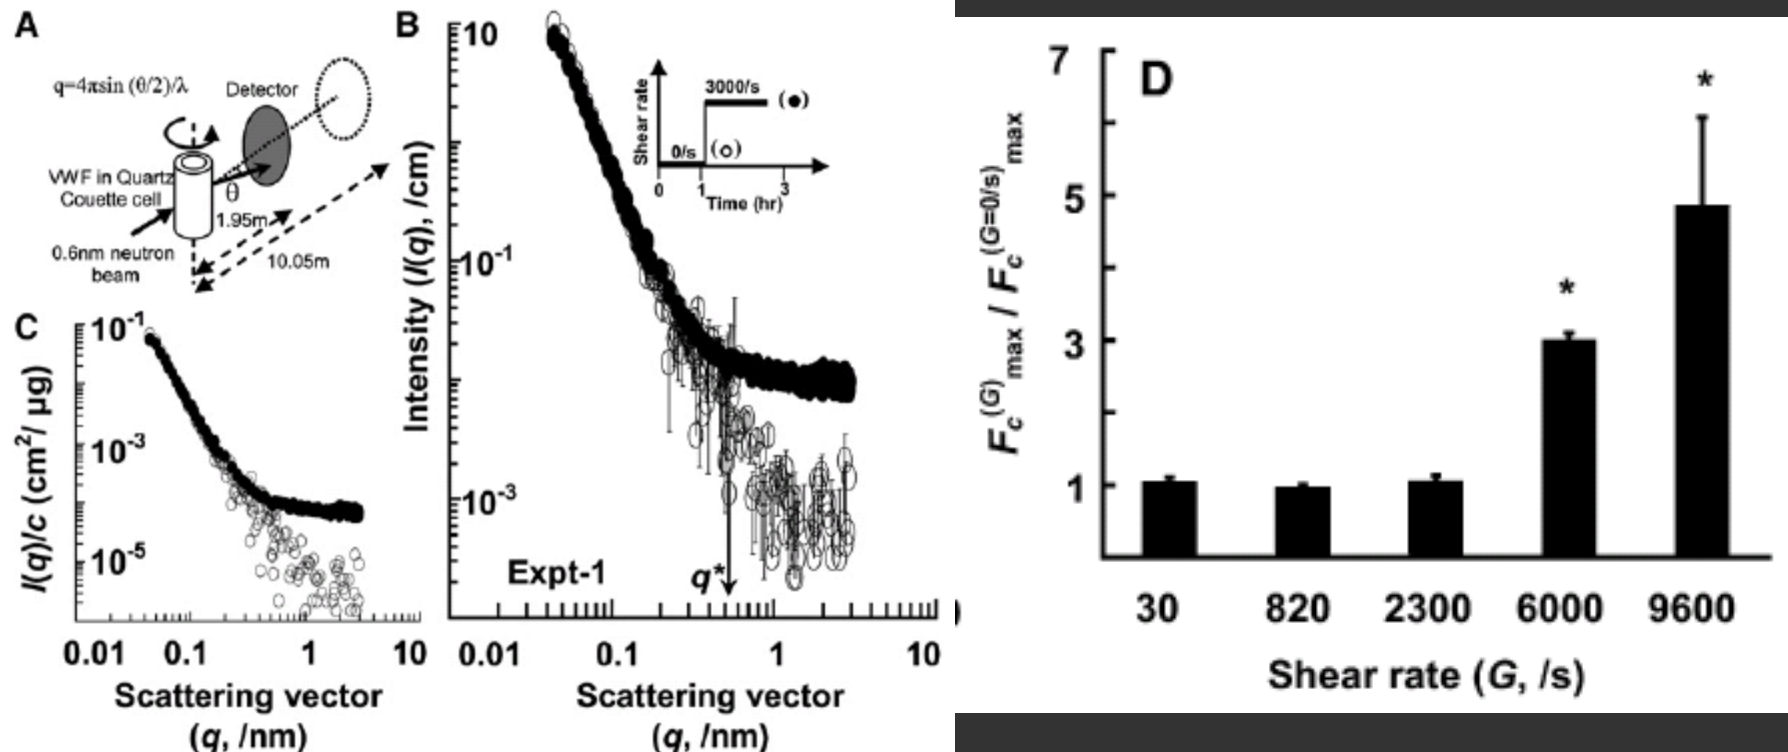 A
q=4πsin (θ/2)/λ
Detector
VWF in Quartz
Couette cell
θ
1.95m
0.6nm neutron
beam
10.05m
B
Intensity (I(q), /cm)
10
10-1
10-3
Shear rate
3000/s
(●)
0/s
(○)
0
1
3
Time (hr)
Expt-1
q*
0.01
0.1
1
10
Scattering vector
(q, /nm)
C
I(q)/c (cm2/ μg)
10-1
10-3
10-5
0.01
0.1
1
10
Scattering vector
(q, /nm)
D
Fc(G)max / Fc(G=0/s)max
7
5
3
1
*
*
30
820
2300
6000
9600
Shear rate (G, /s)